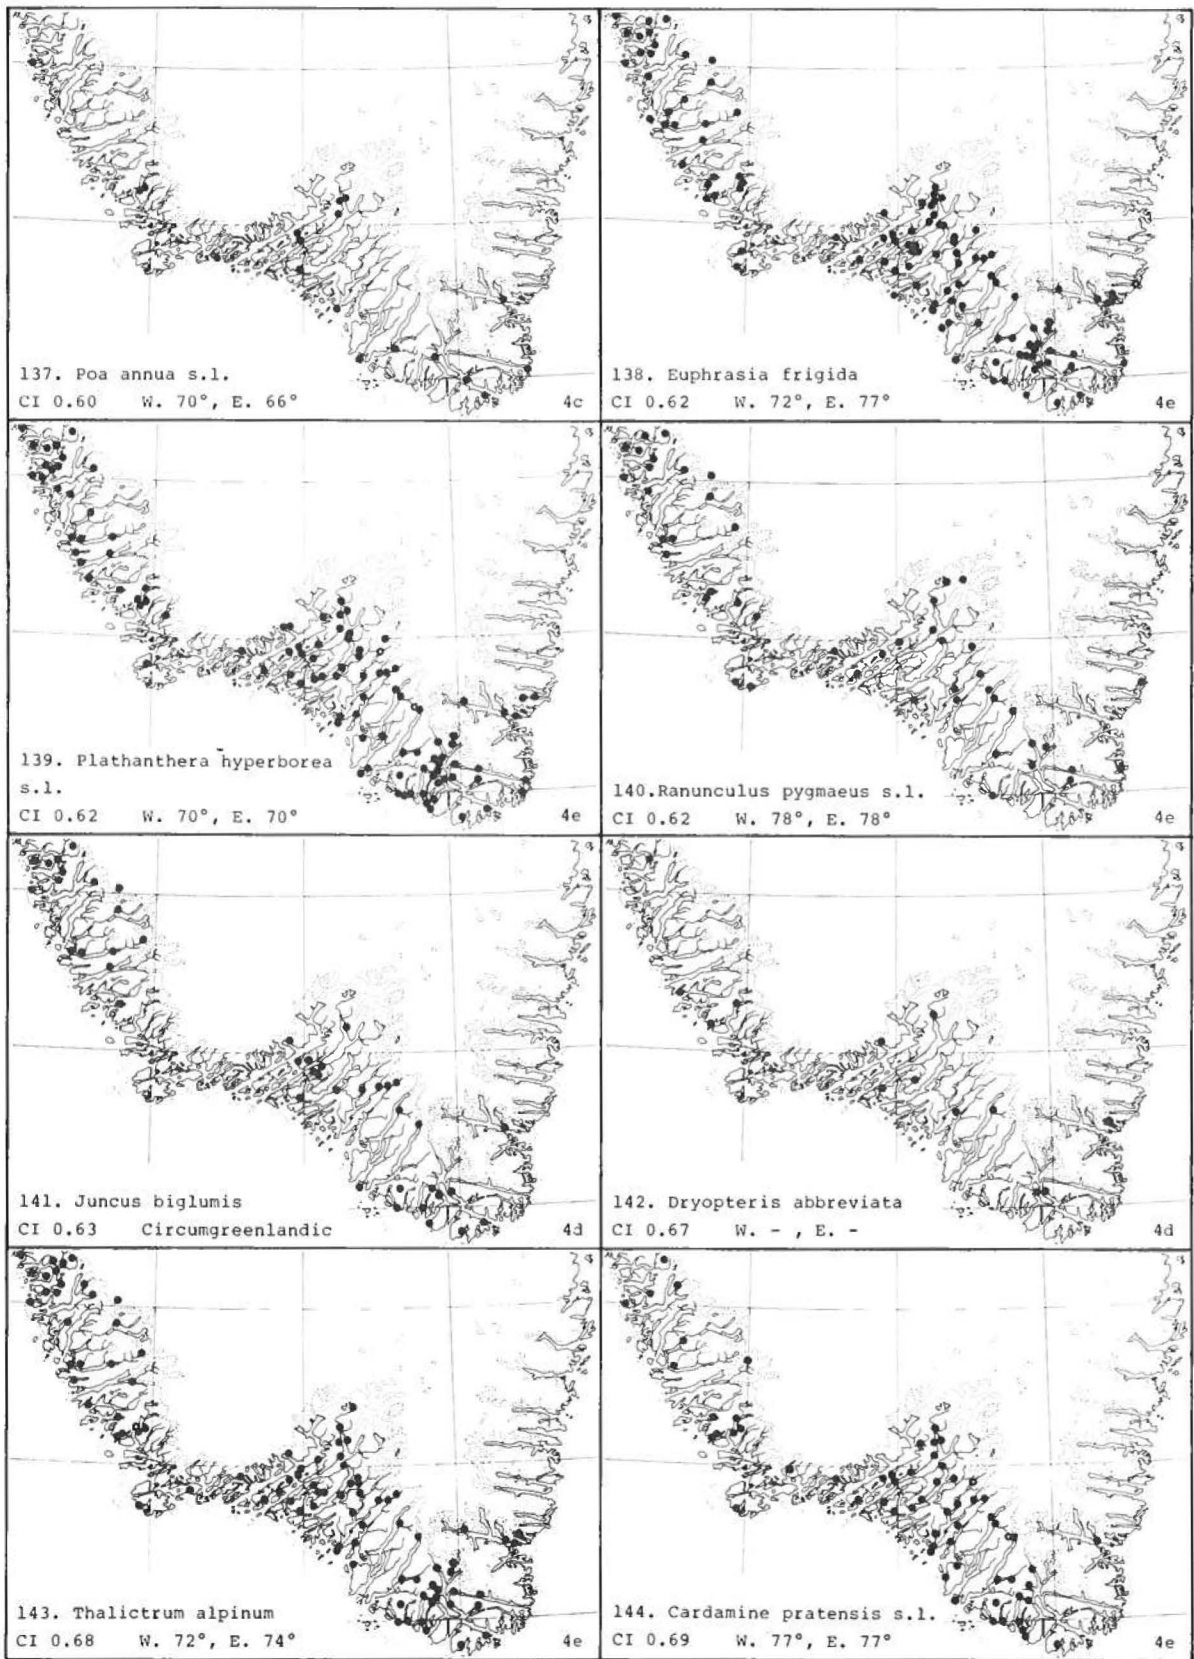 137. Poa annua s.l.
CI 0.60 W. 70°, E. 66° 4c
138. Euphrasia frigida
CI 0.62 W. 72°, E. 77° 4e
139. Plathanthera hyperborea
s.l.
CI 0.62 W. 70°, E. 70° 4e
140.Ranunculus pygmaeus s.l.
CI 0.62 W. 78°, E. 78° 4e
141. Juncus biglumis
CI 0.63 Circumgreenlandic 4d
142. Dryopteris abbreviata
CI 0.67 W. - , E. - 4d
143. Thalictrum alpinum
CI 0.68 W. 72°, E. 74° 4e
144. Cardamine pratensis s.l.
CI 0.69 W. 77°, E. 77° 4e